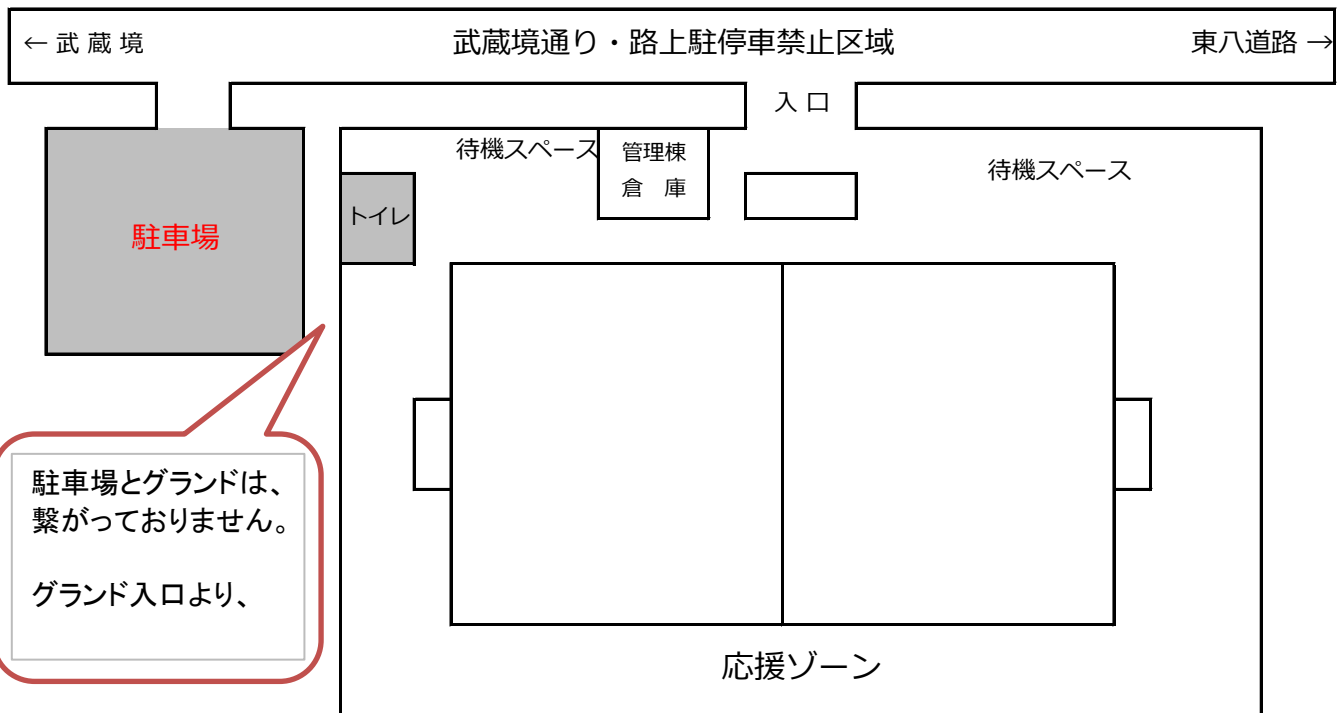 ←武蔵境
武蔵境通り・路上駐停車禁止区域
東八道路→
入口
待機スペース
管理棟
倉 庫
待機スペース
トイレ
駐車場
駐車場とグランドは、
繋がっておりません。
グランド入口より、
応援ゾーン